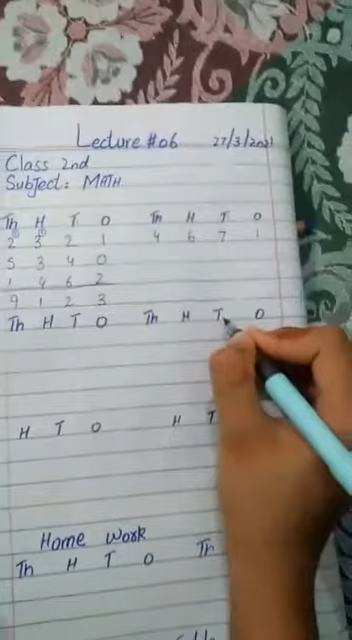 Lecture #06 27/3/2021
Class 2nd
Subject: MATH
Th H T O Th H T O
2 3 2 1 4 6 7 1
5 3 4 0
1 4 6 2
9 1 2 3
Th H T O Th H T O
H T O H T
Home Work
Th H T O Th